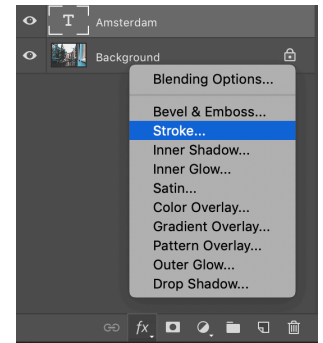 T
Amsterdam
Background
Blending Options...
Bevel & Emboss...
Stroke...
Inner Shadow...
Inner Glow...
Satin...
Color Overlay...
Gradient Overlay...
Pattern Overlay...
Outer Glow...
Drop Shadow...
fx